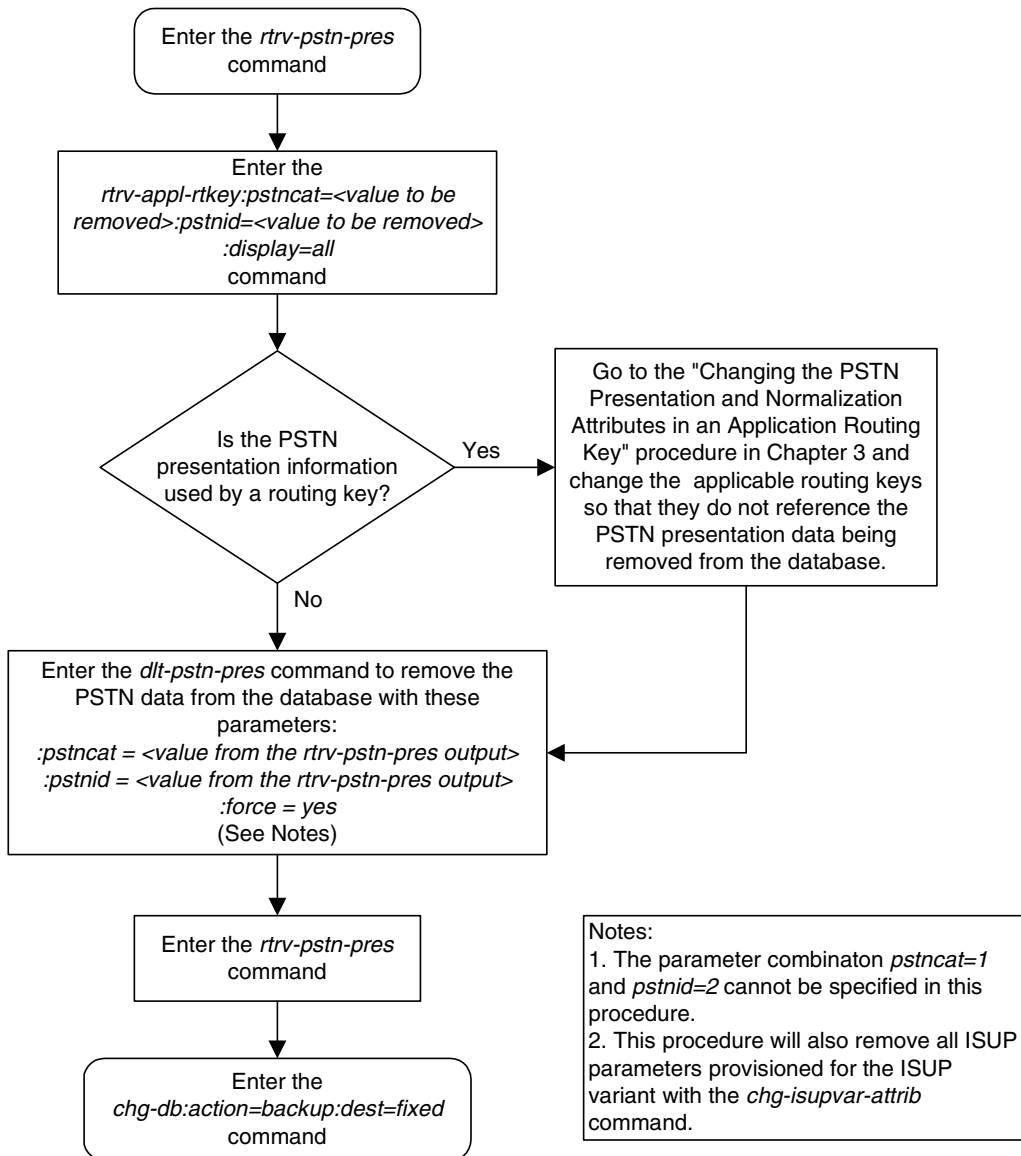 Enter the rtrv-pstn-pres
command
Enter the
rtrv-appl-rtkey:pstncat=<value to be
removed>:pstnid=<value to be removed>
:display=all
command
Is the PSTN
presentation information
used by a routing key?
Yes
Go to the "Changing the PSTN
Presentation and Normalization
Attributes in an Application Routing
Key" procedure in Chapter 3 and
change the  applicable routing keys
so that they do not reference the
PSTN presentation data being
removed from the database.
No
Enter the dlt-pstn-pres command to remove the
PSTN data from the database with these
parameters:
:pstncat = <value from the rtrv-pstn-pres output>
:pstnid = <value from the rtrv-pstn-pres output>
:force = yes
(See Notes)
Enter the rtrv-pstn-pres
command
Enter the
chg-db:action=backup:dest=fixed
command
Notes:
1. The parameter combinaton pstncat=1
and pstnid=2 cannot be specified in this
procedure.
2. This procedure will also remove all ISUP
parameters provisioned for the ISUP
variant with the chg-isupvar-attrib
command.